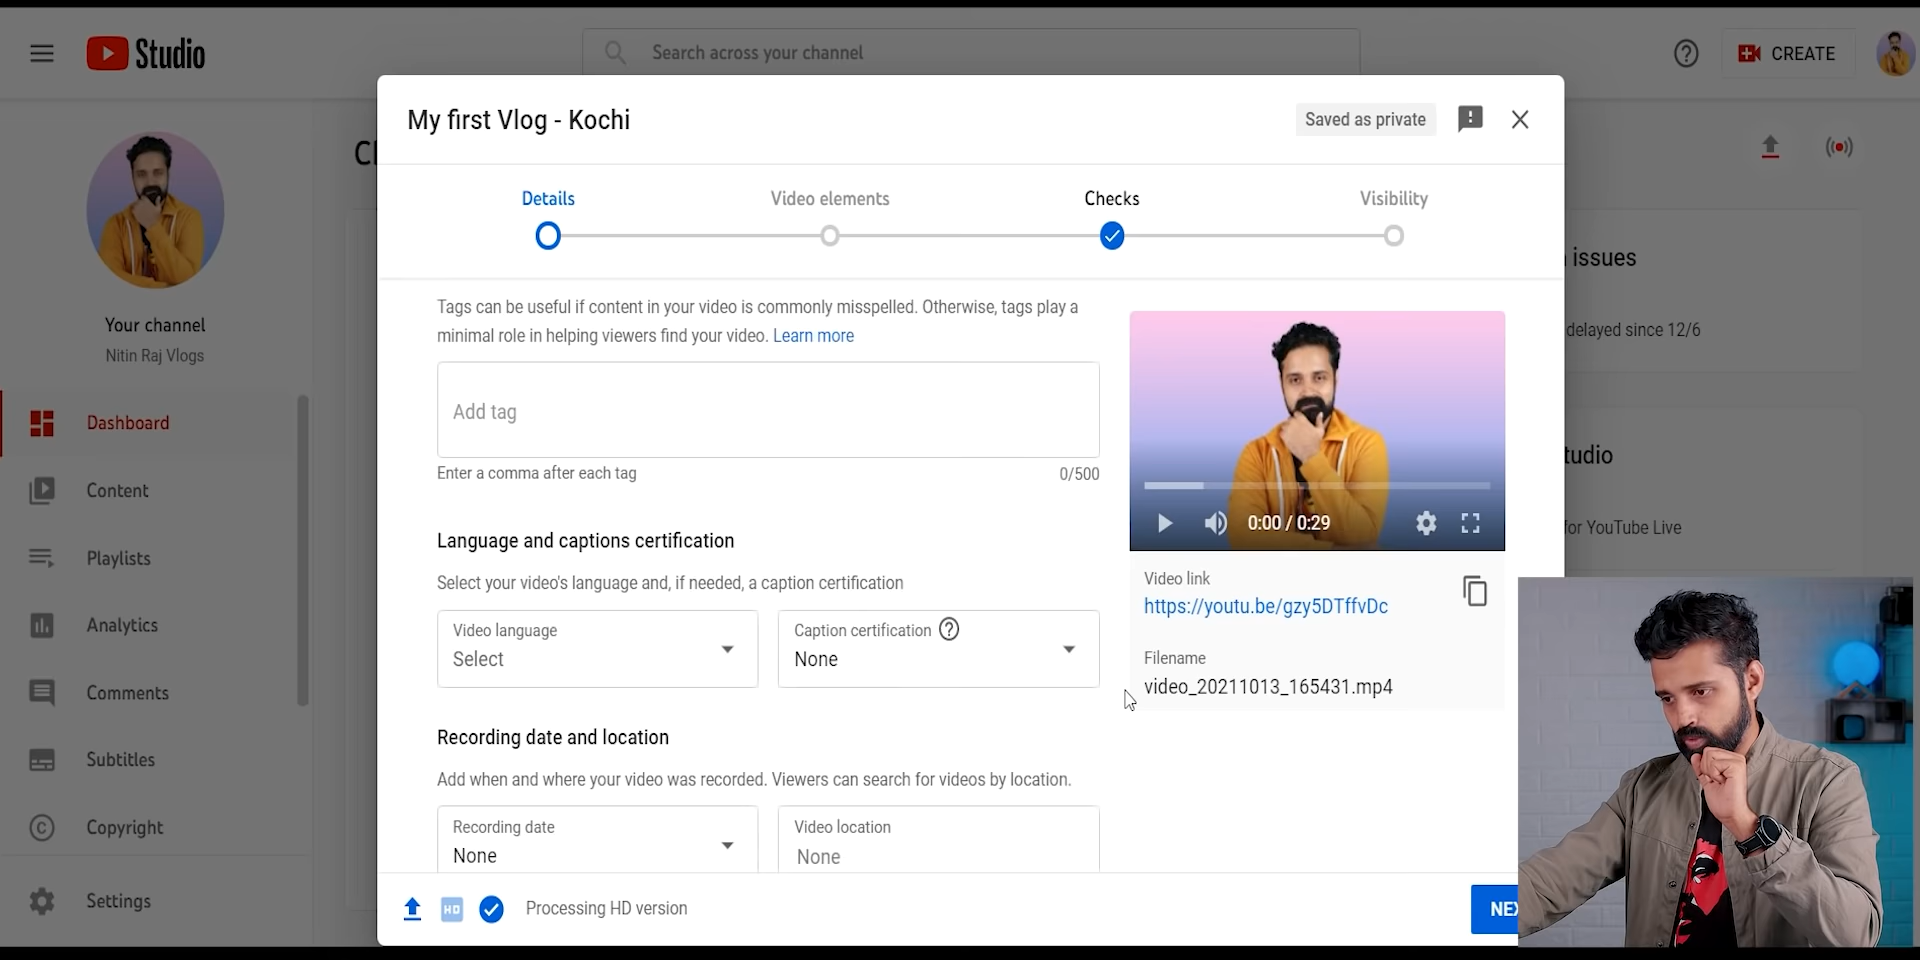 Studio
Search across your channel
CREATE
My first Vlog - Kochi
Saved as private
Details
Video elements
Checks
Visibility
Your channel
Nitin Raj Vlogs
Dashboard
Content
Playlists
Analytics
Comments
Subtitles
Copyright
Settings
Tags can be useful if content in your video is commonly misspelled. Otherwise, tags play a
minimal role in helping viewers find your video. Learn more
Add tag
Enter a comma after each tag
0/500
Language and captions certification
Select your video's language and, if needed, a caption certification
Video language
Select
Caption certification
None
Recording date and location
Add when and where your video was recorded. Viewers can search for videos by location.
Recording date
None
Video location
None
0:00 / 0:29
Video link
https://youtu.be/gzy5DTffvDc
Filename
video_20211013_165431.mp4
issues
delayed since 12/6
tudio
for YouTube Live
HD
Processing HD version
NEX